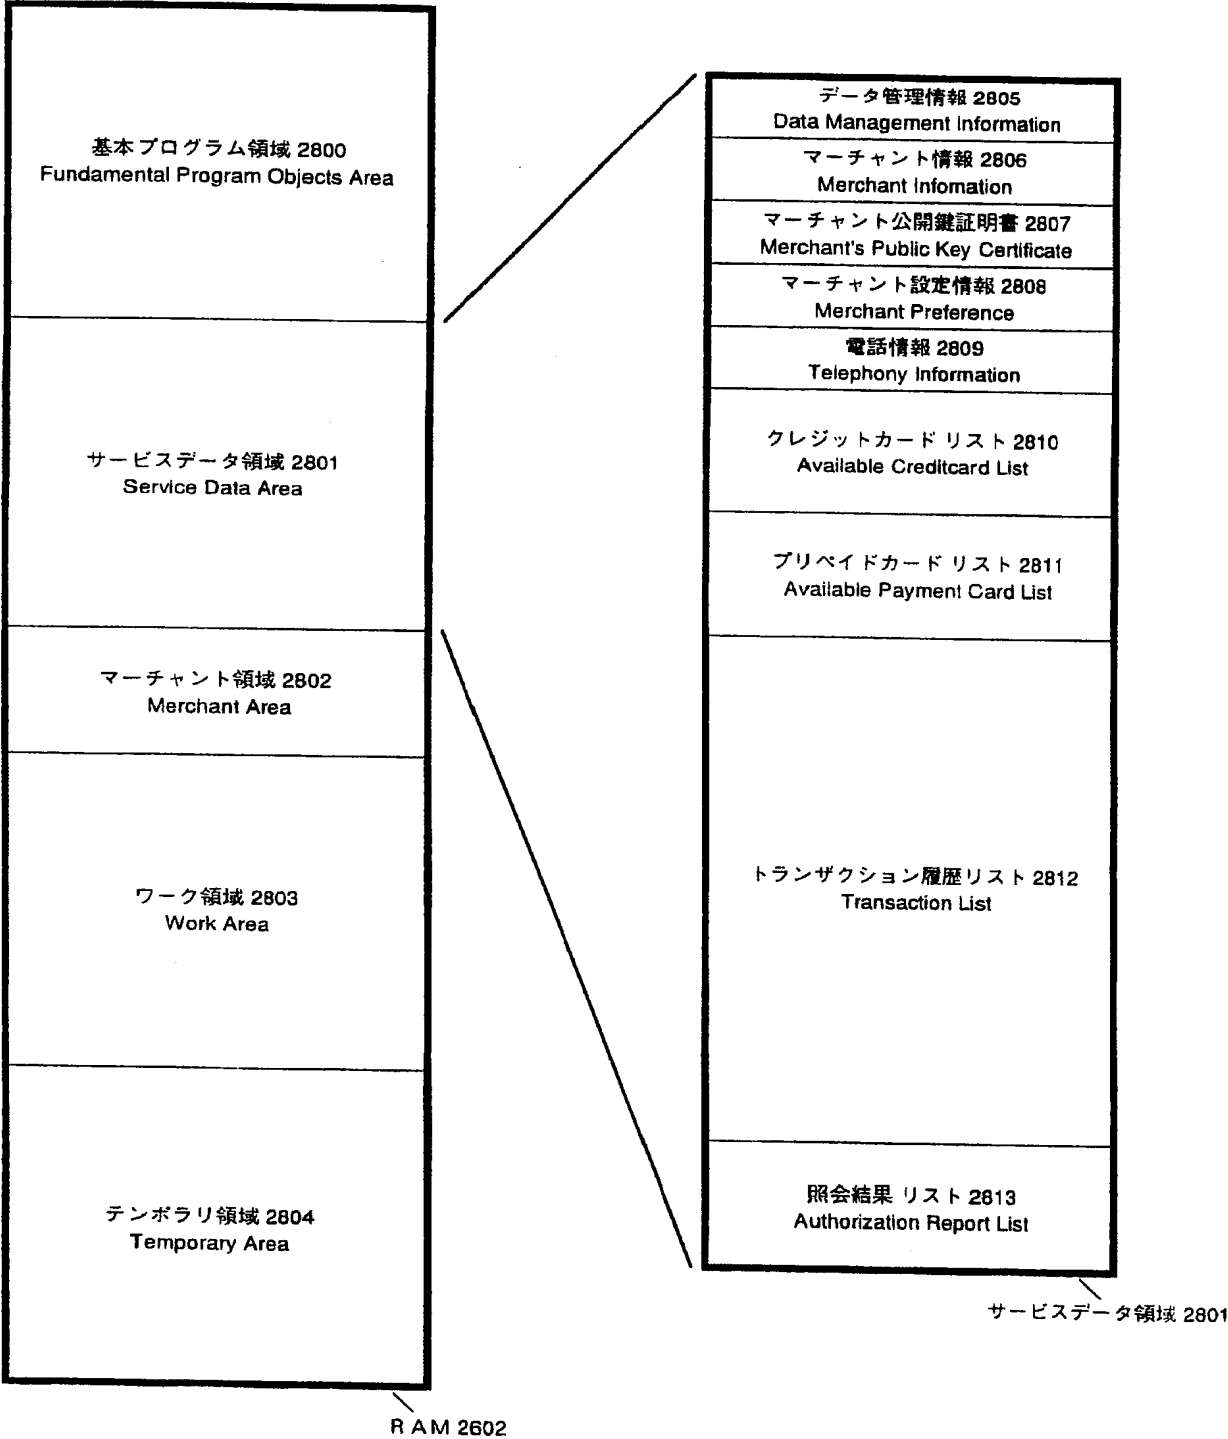 基本プログラム領域 2800
Fundamental Program Objects Area
サービスデータ領域 2801
Service Data Area
マーチャント領域 2802
Merchant Area
ワーク領域 2803
Work Area
テンポラリ領域 2804
Temporary Area
RAM 2602
データ管理情報 2805
Data Management Information
マーチャント情報 2806
Merchant Infomation
マーチャント公開鍵証明書 2807
Merchant's Public Key Certificate
マーチャント設定情報 2808
Merchant Preference
電話情報 2809
Telephony Information
クレジットカード リスト 2810
Available Creditcard List
プリペイドカード リスト 2811
Available Payment Card List
トランザクション履歴リスト 2812
Transaction List
照会結果 リスト 2813
Authorization Report List
サービスデータ領域 2801